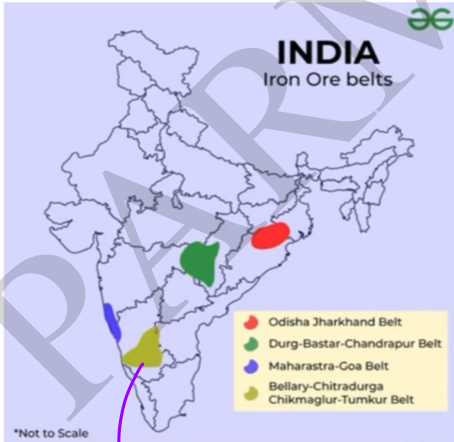 INDIA
Iron Ore belts
Odisha Jharkhand Belt
Durg-Bastar-Chandrapur Belt
Maharastra-Goa Belt
Bellary-Chitradurga
Chikmaglur-Tumkur Belt
*Not to Scale
PARM